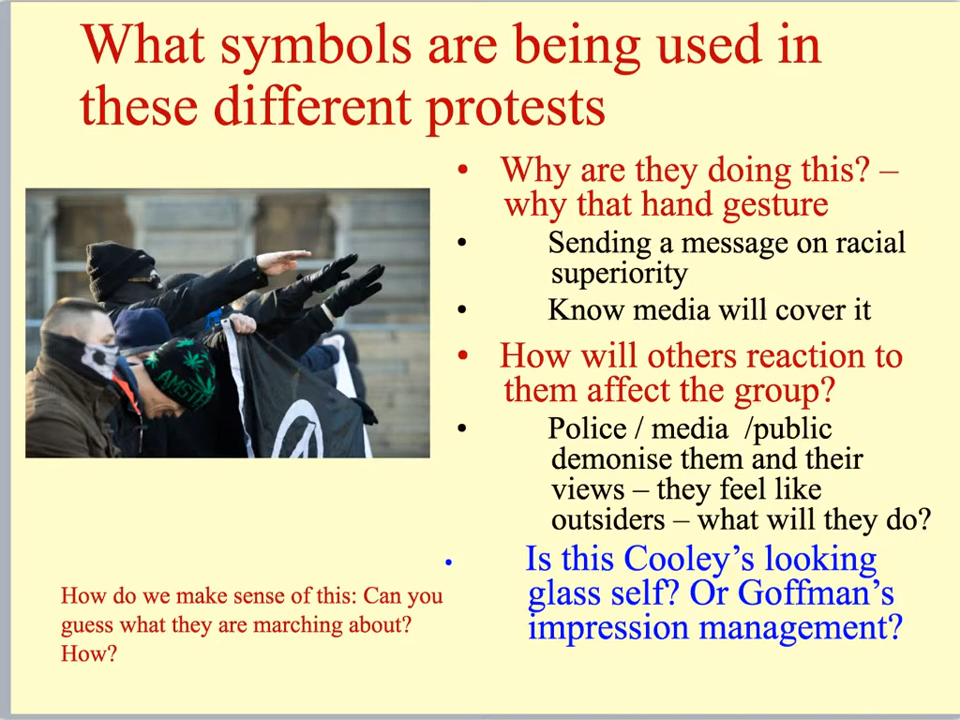 What symbols are being used in
these different protests
• Why are they doing this? –
why that hand gesture
• Sending a message on racial
superiority
• Know media will cover it
• How will others reaction to
them affect the group?
• Police / media /public
demonise them and their
views – they feel like
outsiders – what will they do?
• Is this Cooley’s looking
glass self? Or Goffman’s
impression management?
How do we make sense of this: Can you
guess what they are marching about?
How?